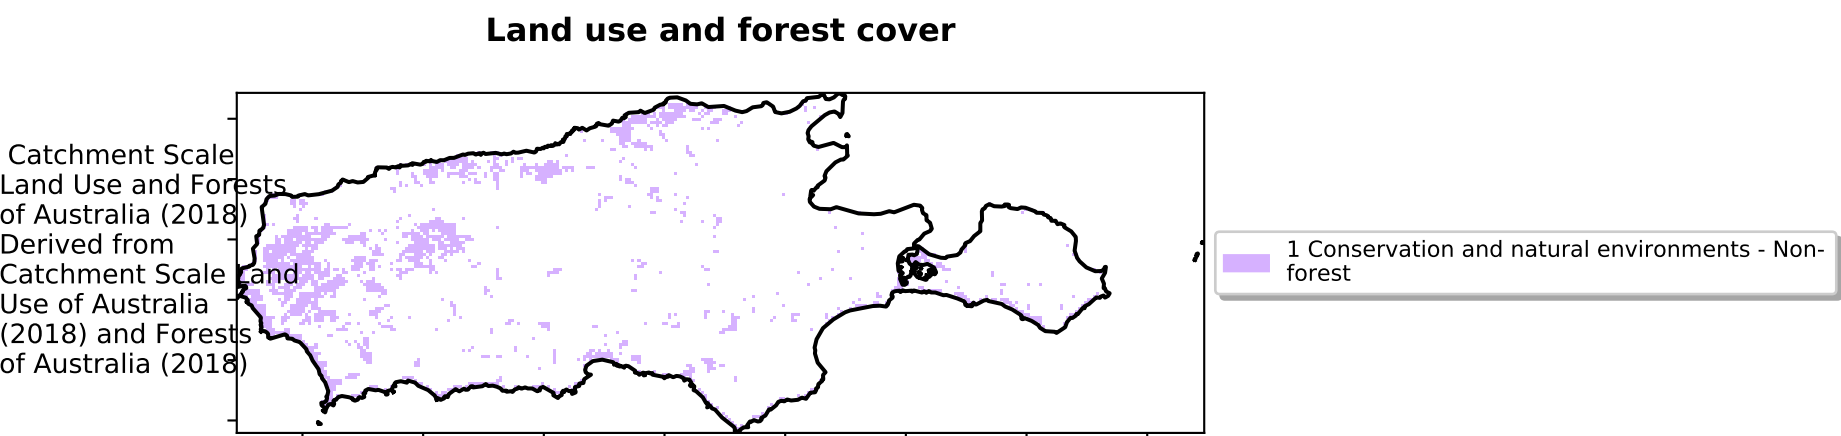 Land use and forest cover
Catchment Scale
Land Use and Forests
of Australia (2018)
Derived from
Catchment Scale Land
Use of Australia
(2018) and Forests
of Australia (2018)
1 Conservation and natural environments - Non-
forest